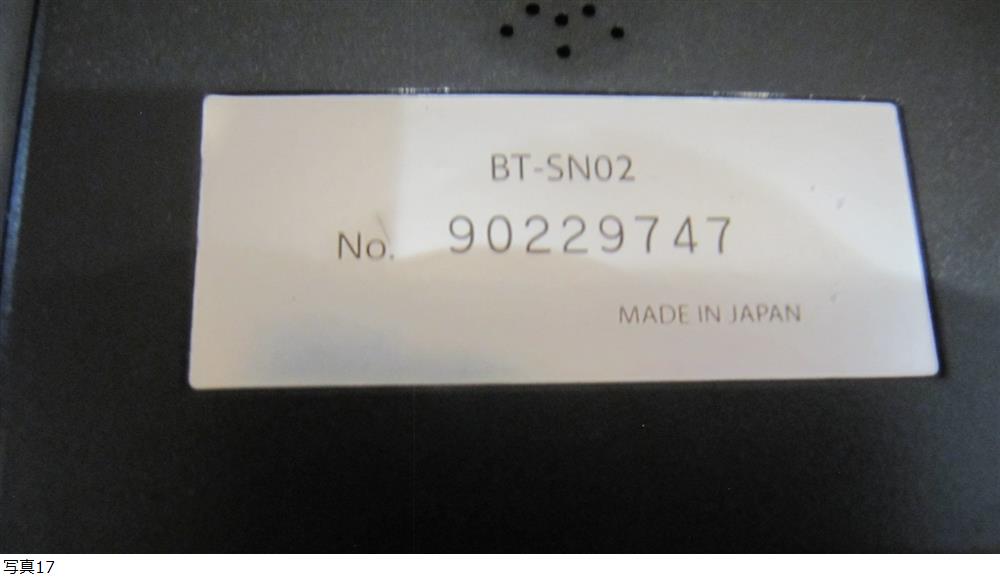 BT-SN02
No. 90229747
MADE IN JAPAN
写真17